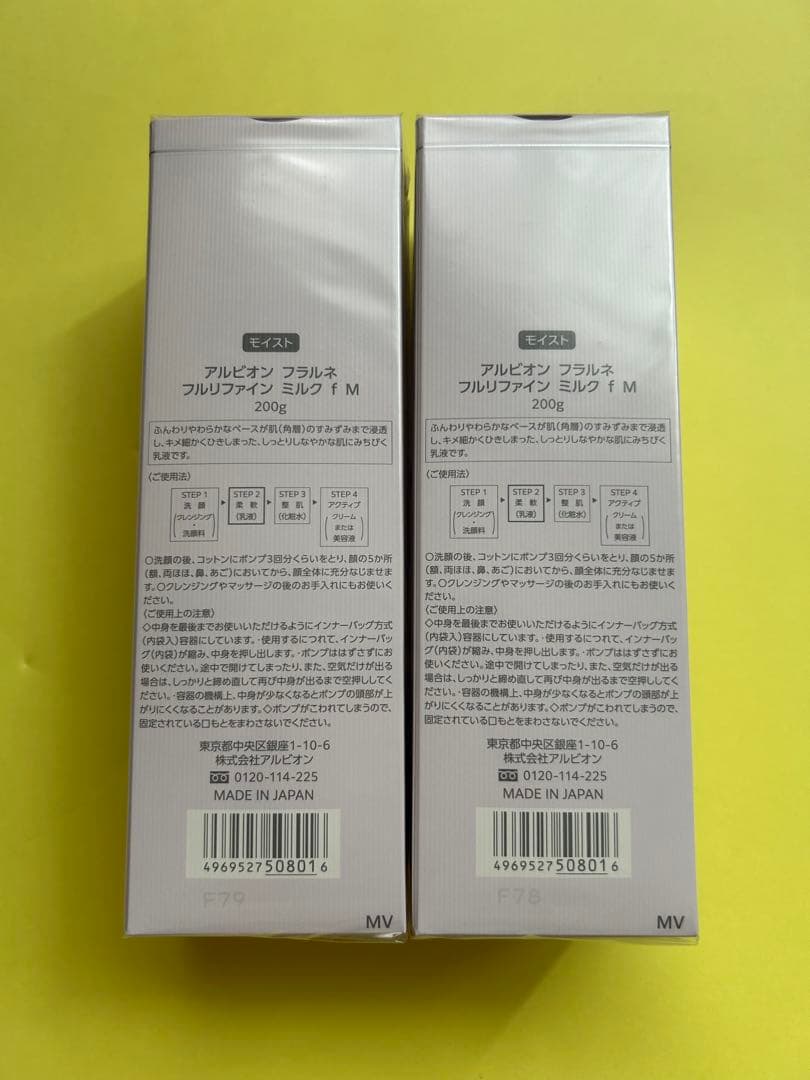 モイスト
アルビオン フラルネ
フルリファイン ミルク f M
200g
ふんわりやわらかなベースが肌(角層)のすみずみまで浸透
し、キメ細かくひきしまった、しっとりしなやかな肌にみちびく
乳液です。
〈ご使用法〉
STEP 1
洗顔
(クレンジング・洗顔料)
STEP 2
柔軟
(乳液)
STEP 3
整肌
(化粧水)
STEP 4
アクティブ
(クリームまたは美容液)
○洗顔の後、コットンにポンプ3回分くらいをとり、顔の5か所
(額、両ほほ、鼻、あご)においてから、顔全体に充分なじませま
す。○クレンジングやマッサージの後のお手入れにもお使いく
ださい。
〈ご使用上の注意〉
◇中身を最後までお使いいただけるようにインナーバッグ方式
(内袋入)容器にしています。・使用するにつれて、インナーバッ
グ(内袋)が縮み、中身を押し出します。・ポンプははずさずにお
使いください。途中で開けてしまったり、また、空気だけが出る
場合は、しっかりと締め直して再び中身が出るまで空押ししてく
ださい。・容器の機構上、中身が少なくなるとポンプの頭部が上
がりにくくなることがあります。◇ポンプがこわれてしまうので、
固定されている口もとをまわさないでください。
東京都中央区銀座1-10-6
株式会社アルビオン
0120-114-225
MADE IN JAPAN
4969527508016
F79
MV
モイスト
アルビオン フラルネ
フルリファイン ミルク f M
200g
ふんわりやわらかなベースが肌(角層)のすみずみまで浸透
し、キメ細かくひきしまった、しっとりしなやかな肌にみちびく
乳液です。
〈ご使用法〉
STEP 1
洗顔
(クレンジング・洗顔料)
STEP 2
柔軟
(乳液)
STEP 3
整肌
(化粧水)
STEP 4
アクティブ
(クリームまたは美容液)
○洗顔の後、コットンにポンプ3回分くらいをとり、顔の5か所
(額、両ほほ、鼻、あご)においてから、顔全体に充分なじませま
す。○クレンジングやマッサージの後のお手入れにもお使いく
ださい。
〈ご使用上の注意〉
◇中身を最後までお使いいただけるようにインナーバッグ方式
(内袋入)容器にしています。・使用するにつれて、インナーバッ
グ(内袋)が縮み、中身を押し出します。・ポンプははずさずにお
使いください。途中で開けてしまったり、また、空気だけが出る
場合は、しっかりと締め直して再び中身が出るまで空押ししてく
ださい。・容器の機構上、中身が少なくなるとポンプの頭部が上
がりにくくなることがあります。◇ポンプがこわれてしまうので、
固定されている口もとをまわさないでください。
東京都中央区銀座1-10-6
株式会社アルビオン
0120-114-225
MADE IN JAPAN
4969527508016
F78
MV